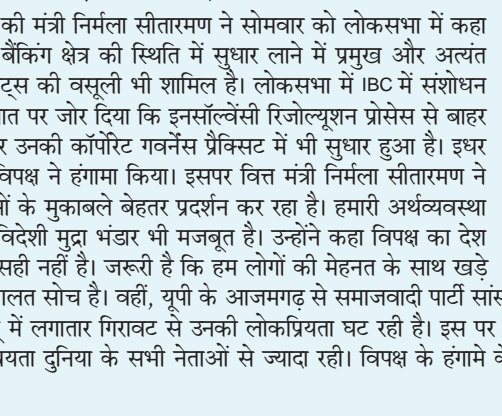 की मंत्री निर्मला सीतारमण ने सोमवार को लोकसभा में कहा
बैंकिंग क्षेत्र की स्थिति में सुधार लाने में प्रमुख और अत्यंत
ट्स की वसूली भी शामिल है। लोकसभा में IBC में संशोधन
ात पर जोर दिया कि इनसॉल्वेंसी रिजोल्यूशन प्रोसेस से बाहर
र उनकी कॉर्पोरेट गवर्नेंस प्रैक्सिट में भी सुधार हुआ है। इधर
विपक्ष ने हंगामा किया। इसपर वित्त मंत्री निर्मला सीतारमण ने
ओं के मुकाबले बेहतर प्रदर्शन कर रहा है। हमारी अर्थव्यवस्था
विदेशी मुद्रा भंडार भी मजबूत है। उन्होंने कहा विपक्ष का देश
सही नहीं है। जरूरी है कि हम लोगों की मेहनत के साथ खड़े
गलत सोच है। वहीं, यूपी के आजमगढ़ से समाजवादी पार्टी सांस
में लगातार गिरावट से उनकी लोकप्रियता घट रही है। इस पर
प्रयता दुनिया के सभी नेताओं से ज्यादा रही। विपक्ष के हंगामे के